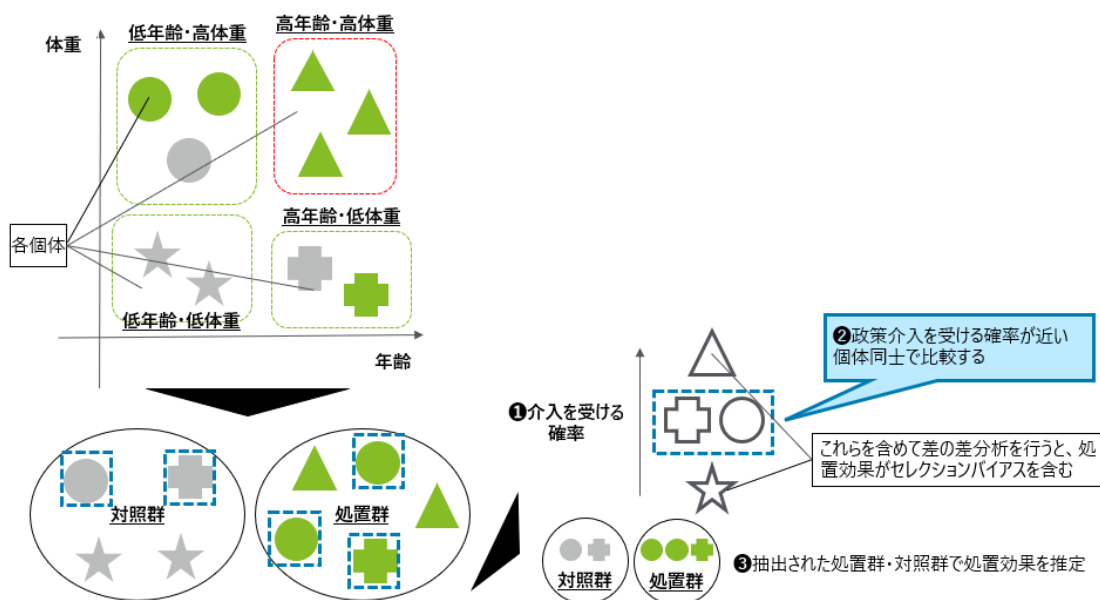 体重
低年齢・高体重
高年齢・高体重
各個体
高年齢・低体重
低年齢・低体重
年齢
❷政策介入を受ける確率が近い
個体同士で比較する
❶介入を受ける
確率
これらを含めて差の差分析を行うと、処
置効果がセレクションバイアスを含む
対照群
処置群
対照群
処置群
❸抽出された処置群・対照群で処置効果を推定